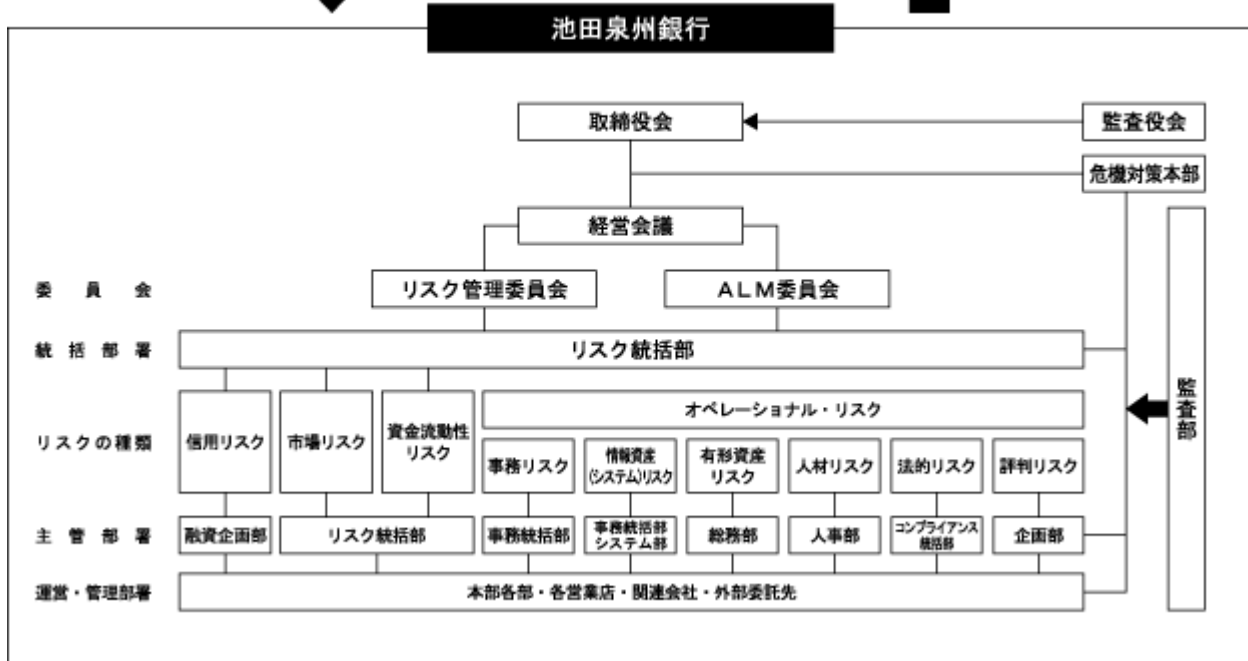 池田泉州銀行
取締役会
監査役会
危機対策本部
経営会議
委員会
リスク管理委員会
ALM委員会
統括部署
リスク統括部
監査部
リスクの種類
信用リスク
市場リスク
資金流動性
リスク
オペレーショナル・リスク
事務リスク
情報資産
(システム)リスク
有形資産
リスク
人材リスク
法的リスク
評判リスク
主管部署
融資企画部
リスク統括部
事務統括部
事務統括部
システム部
総務部
人事部
コンプライアンス
統括部
企画部
運営・管理部署
本部各部・各営業店・関連会社・外部委託先